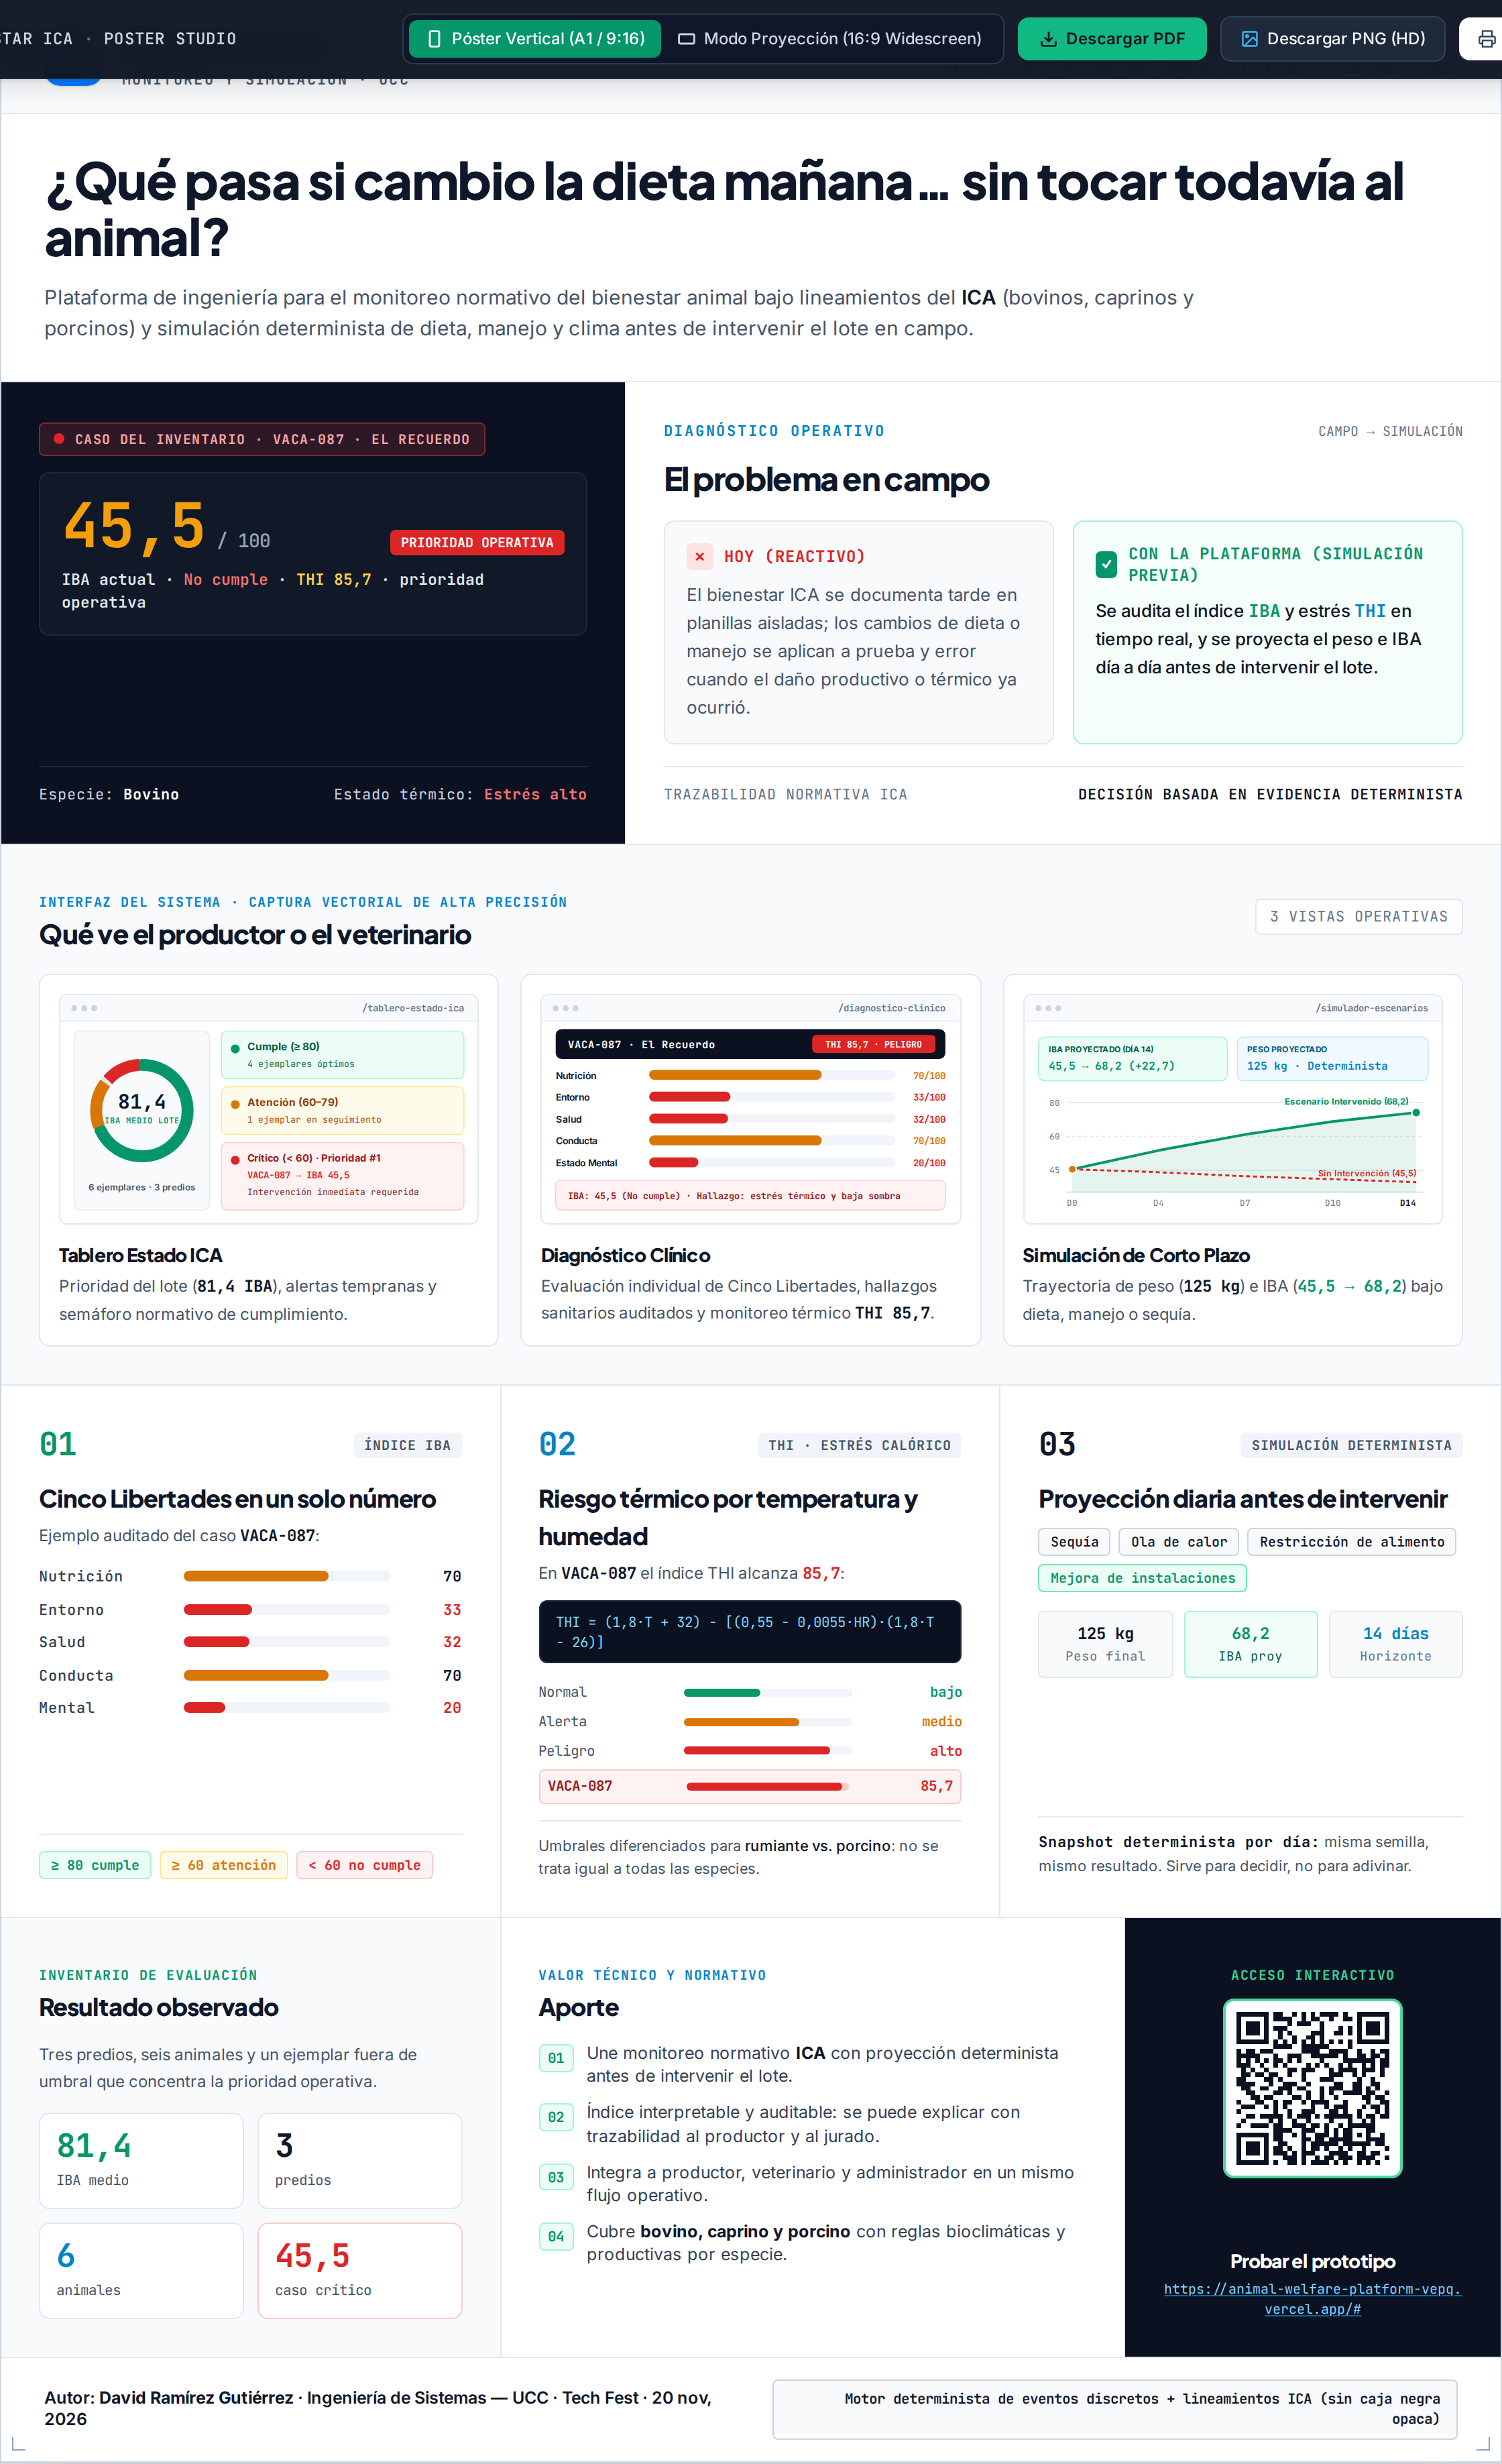 STAR ICA · POSTER STUDIO
Póster Vertical (A1 / 9:16)
Modo Proyección (16:9 Widescreen)
Descargar PDF
Descargar PNG (HD)
MONITOREO Y SIMULACIÓN · UCC
¿Qué pasa si cambio la dieta mañana... sin tocar todavía al
animal?
Plataforma de ingeniería para el monitoreo normativo del bienestar animal bajo lineamientos del ICA (bovinos, caprinos y
porcinos) y simulación determinista de dieta, manejo y clima antes de intervenir el lote en campo.
CASO DEL INVENTARIO · VACA-087 · EL RECUERDO
45,5 / 100
PRIORIDAD OPERATIVA
IBA actual · No cumple · THI 85,7 · prioridad
operativa
Especie: Bovino
Estado térmico: Estrés alto
DIAGNÓSTICO OPERATIVO
CAMPO → SIMULACIÓN
El problema en campo
HOY (REACTIVO)
El bienestar ICA se documenta tarde en
planillas aisladas; los cambios de dieta o
manejo se aplican a prueba y error
cuando el daño productivo o térmico ya
ocurrió.
CON LA PLATAFORMA (SIMULACIÓN
PREVIA)
Se audita el índice IBA y estrés THI en
tiempo real, y se proyecta el peso e IBA
día a día antes de intervenir el lote.
TRAZABILIDAD NORMATIVA ICA
DECISIÓN BASADA EN EVIDENCIA DETERMINISTA
INTERFAZ DEL SISTEMA · CAPTURA VECTORIAL DE ALTA PRECISIÓN
Qué ve el productor o el veterinario
3 VISTAS OPERATIVAS
/tablero-estado-ica
81,4
IBA MEDIO LOTE
6 ejemplares · 3 predios
Cumple (≥ 80)
4 ejemplares óptimos
Atención (60–79)
1 ejemplar en seguimiento
Crítico (< 60) · Prioridad #1
VACA-087 → IBA 45,5
Intervención inmediata requerida
Tablero Estado ICA
Prioridad del lote (81,4 IBA), alertas tempranas y
semáforo normativo de cumplimiento.
/diagnostico-clinico
VACA-087 · El Recuerdo
THI 85,7 · PELIGRO
Nutrición 70/100
Entorno 33/100
Salud 32/100
Conducta 70/100
Estado Mental 20/100
IBA: 45,5 (No cumple) · Hallazgo: estrés térmico y baja sombra
Diagnóstico Clínico
Evaluación individual de Cinco Libertades, hallazgos
sanitarios auditados y monitoreo térmico THI 85,7.
/simulador-escenarios
IBA PROYECTADO (DÍA 14)
45,5 → 68,2 (+22,7)
PESO PROYECTADO
125 kg · Determinista
80
60
45
Escenario Intervenido (68,2)
Sin Intervención (45,5)
D0 D4 D7 D10 D14
Simulación de Corto Plazo
Trayectoria de peso (125 kg) e IBA (45,5 → 68,2) bajo
dieta, manejo o sequía.
01
ÍNDICE IBA
Cinco Libertades en un solo número
Ejemplo auditado del caso VACA-087:
Nutrición 70
Entorno 33
Salud 32
Conducta 70
Mental 20
≥ 80 cumple
≥ 60 atención
< 60 no cumple
02
THI · ESTRÉS CALÓRICO
Riesgo térmico por temperatura y
humedad
En VACA-087 el índice THI alcanza 85,7:
THI = (1,8·T + 32) - [(0,55 - 0,0055·HR)·(1,8·T
- 26)]
Normal bajo
Alerta medio
Peligro alto
VACA-087 85,7
Umbrales diferenciados para rumiante vs. porcino: no se
trata igual a todas las especies.
03
SIMULACIÓN DETERMINISTA
Proyección diaria antes de intervenir
Sequía
Ola de calor
Restricción de alimento
Mejora de instalaciones
125 kg
Peso final
68,2
IBA proy
14 días
Horizonte
Snapshot determinista por día: misma semilla,
mismo resultado. Sirve para decidir, no para adivinar.
INVENTARIO DE EVALUACIÓN
Resultado observado
Tres predios, seis animales y un ejemplar fuera de
umbral que concentra la prioridad operativa.
81,4
IBA medio
3
predios
6
animales
45,5
caso crítico
VALOR TÉCNICO Y NORMATIVO
Aporte
01 Une monitoreo normativo ICA con proyección determinista
antes de intervenir el lote.
02 Índice interpretable y auditable: se puede explicar con
trazabilidad al productor y al jurado.
03 Integra a productor, veterinario y administrador en un mismo
flujo operativo.
04 Cubre bovino, caprino y porcino con reglas bioclimáticas y
productivas por especie.
ACCESO INTERACTIVO
Probar el prototipo
https://animal-welfare-platform-vepq.
vercel.app/#
Autor: David Ramírez Gutiérrez · Ingeniería de Sistemas — UCC · Tech Fest · 20 nov,
2026
Motor determinista de eventos discretos + lineamientos ICA (sin caja negra
opaca)